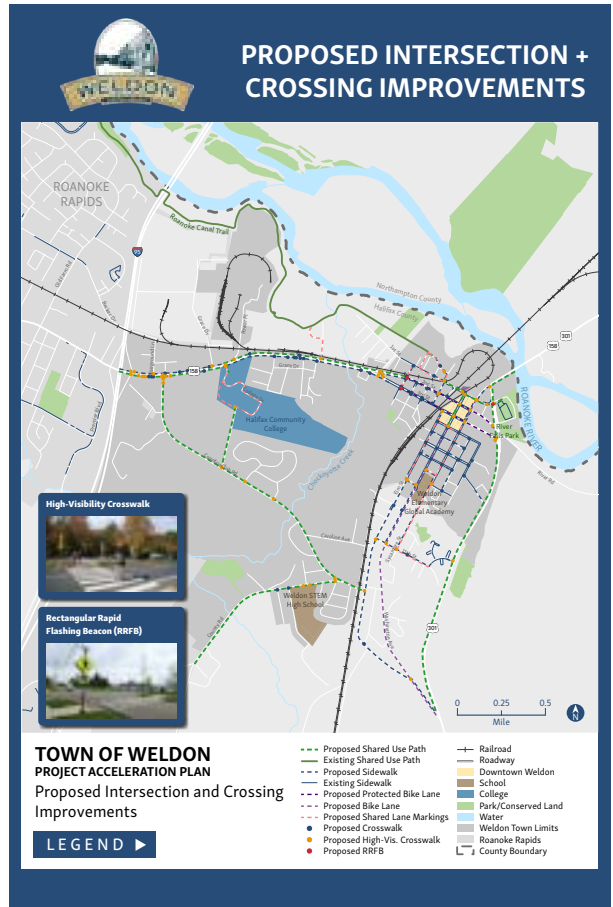 WELDON
PROPOSED INTERSECTION +
CROSSING IMPROVEMENTS
ROANOKE
RAPIDS
Roanoke Canal Trail
95
Northampton County
Halifax County
301
158
158
ROANOKE RIVER
Halifax Community
College
Chockoyotte Creek
River
Falls Park
River Rd
Weldon
Elementary
Global Academy
Weldon STEM
High School
301
High-Visibility Crosswalk
Rectangular Rapid
Flashing Beacon (RRFB)
0 0.25 0.5
Mile
N
TOWN OF WELDON
PROJECT ACCELERATION PLAN
Proposed Intersection and Crossing
Improvements
LEGEND
Proposed Shared Use Path
Existing Shared Use Path
Proposed Sidewalk
Existing Sidewalk
Proposed Protected Bike Lane
Proposed Bike Lane
Proposed Shared Lane Markings
Proposed Crosswalk
Proposed High-Vis. Crosswalk
Proposed RRFB
Railroad
Roadway
Downtown Weldon
School
College
Park/Conserved Land
Water
Weldon Town Limits
Roanoke Rapids
County Boundary